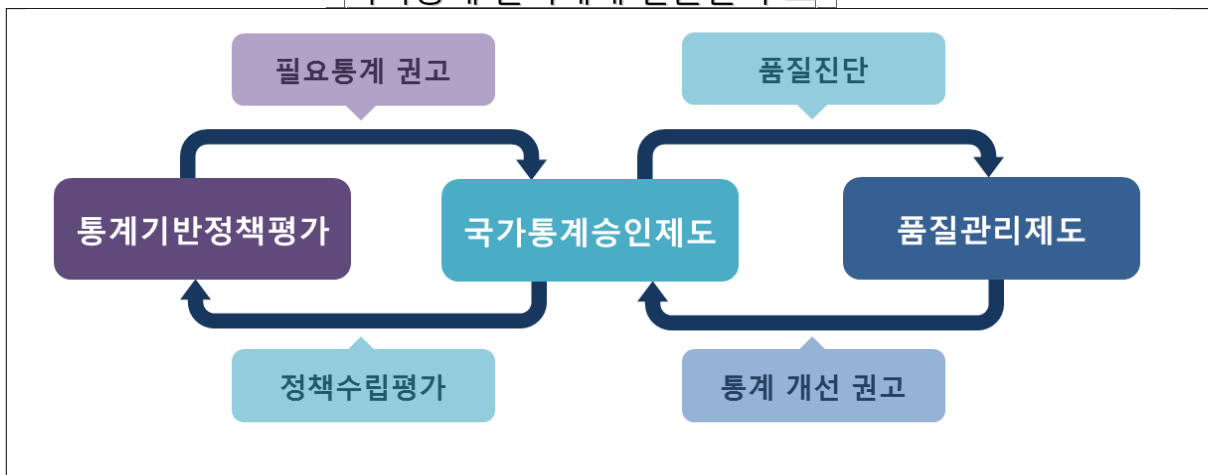 필요통계 권고
품질진단
통계기반정책평가
국가통계승인제도
품질관리제도
정책수립평가
통계 개선 권고